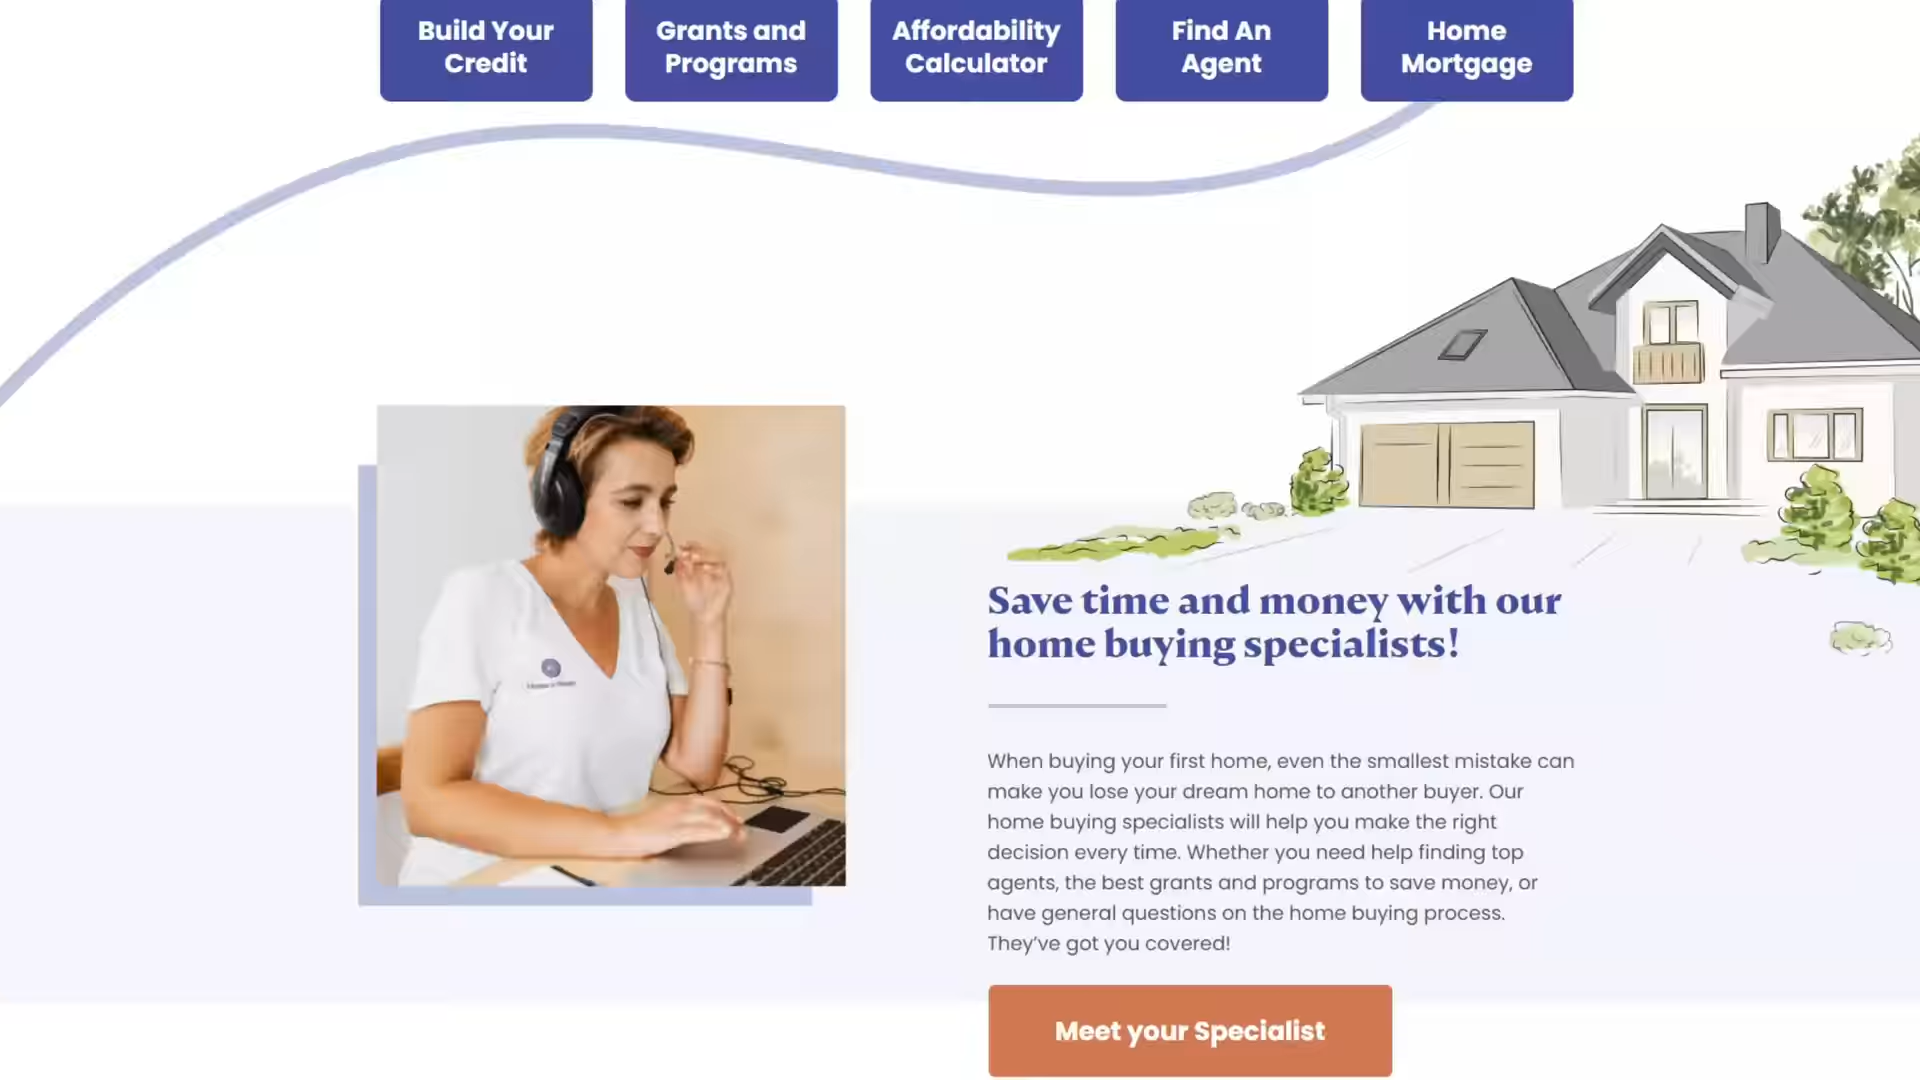 Build Your
Credit
Grants and
Programs
Affordability
Calculator
Find An
Agent
Home
Mortgage
Save time and money with our
home buying specialists!
When buying your first home, even the smallest mistake can
make you lose your dream home to another buyer. Our
home buying specialists will help you make the right
decision every time. Whether you need help finding top
agents, the best grants and programs to save money, or
have general questions on the home buying process.
They’ve got you covered!
Meet your Specialist